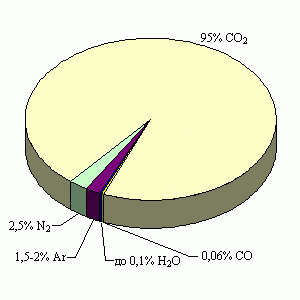 95% CO₂
2,5% N₂
1,5-2% Ar
до 0,1% H₂O
0,06% CO